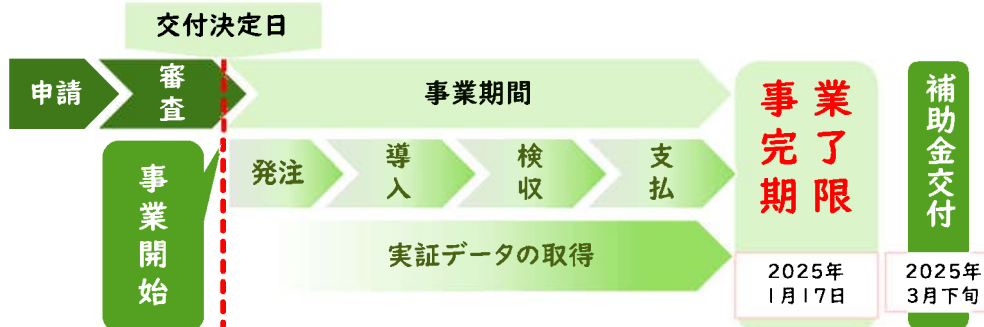 交付決定日
申請
審査
事業期間
事業開始
発注
導入
検収
支払
実証データの取得
事業
完了
期限
2025年
1月17日
補助金交付
2025年
3月下旬